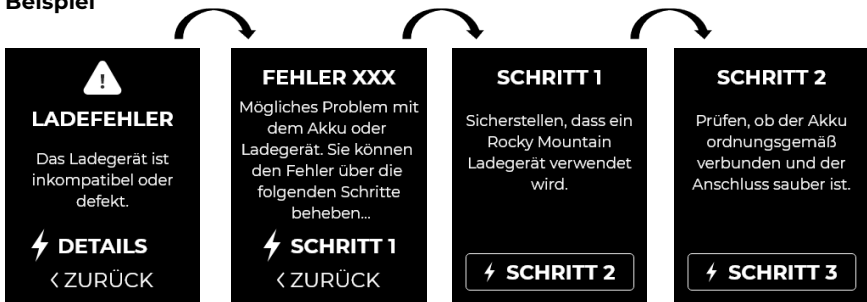 Beispiel
LADEFEHLER
Das Ladegerät ist
inkompatibel oder
defekt.
DETAILS
< ZURÜCK
FEHLER XXX
Mögliches Problem mit
dem Akku oder
Ladegerät. Sie können
den Fehler über die
folgenden Schritte
beheben...
SCHRITT 1
< ZURÜCK
SCHRITT 1
Sicherstellen, dass ein
Rocky Mountain
Ladegerät verwendet
wird.
SCHRITT 2
SCHRITT 2
Prüfen, ob der Akku
ordnungsgemäß
verbunden und der
Anschluss sauber ist.
SCHRITT 3